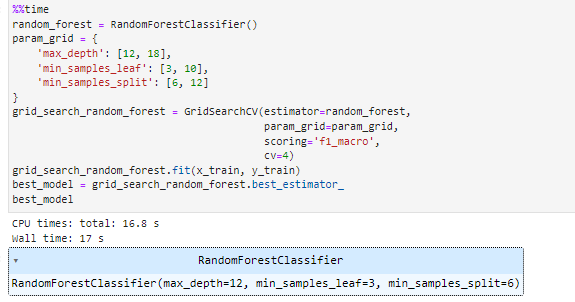 %%time
random_forest = RandomForestClassifier()
param_grid = {
    'max_depth': [12, 18],
    'min_samples_leaf': [3, 10],
    'min_samples_split': [6, 12]
}
grid_search_random_forest = GridSearchCV(estimator=random_forest,
                                         param_grid=param_grid,
                                         scoring='f1_macro',
                                         cv=4)
grid_search_random_forest.fit(x_train, y_train)
best_model = grid_search_random_forest.best_estimator_
best_model
CPU times: total: 16.8 s
Wall time: 17 s
RandomForestClassifier
RandomForestClassifier(max_depth=12, min_samples_leaf=3, min_samples_split=6)